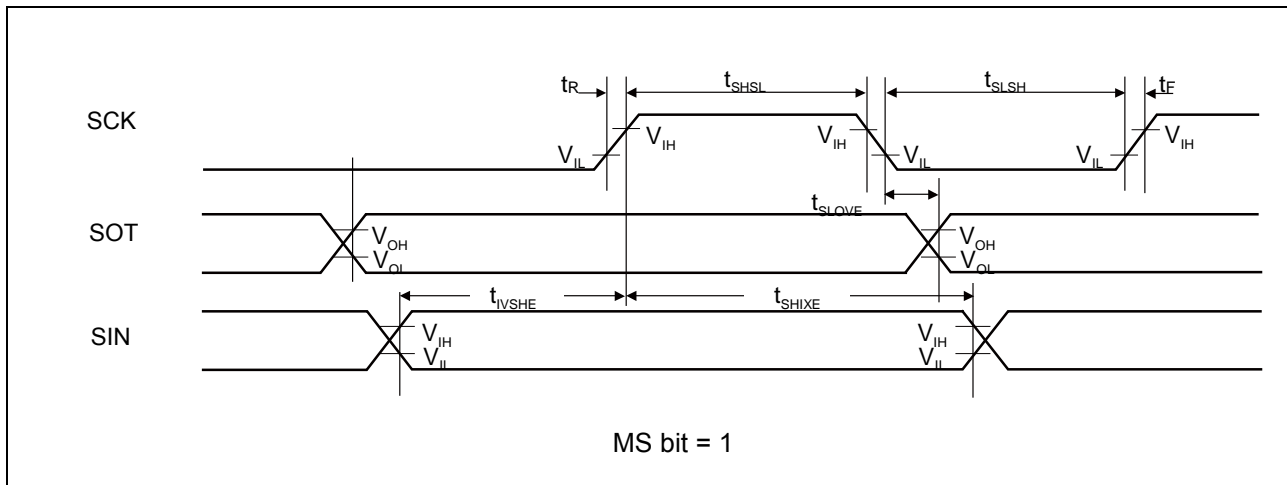 tR tSHSL tSLSH tF
SCK
VIH VIH VIH
VIL VIL VIL
tSLOVE
SOT
VOH VOH
VOL VOL
tIVSHE tSHIXE
SIN
VIH VIH
VIL VIL
MS bit = 1